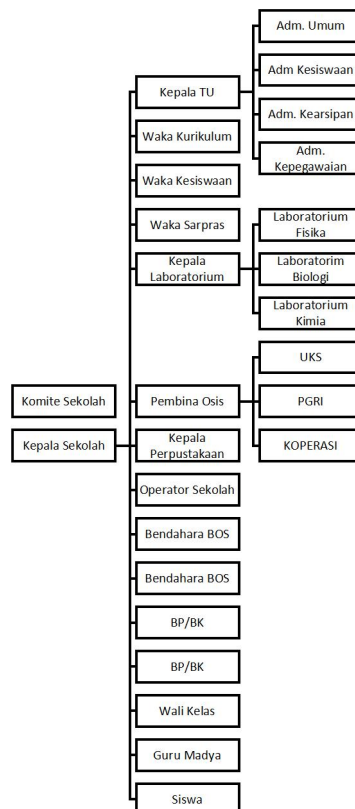 Adm. Umum
Adm Kesiswaan
Kepala TU
Adm. Kearsipan
Adm.
Kepegawaian
Waka Kurikulum
Waka Kesiswaan
Waka Sarpras
Laboratorium
Fisika
Kepala
Laboratorium
Laboratorim
Biologi
Laboratorium
Kimia
UKS
Komite Sekolah
Pembina Osis
PGRI
Kepala Sekolah
Kepala
Perpustakaan
KOPERASI
Operator Sekolah
Bendahara BOS
Bendahara BOS
BP/BK
BP/BK
Wali Kelas
Guru Madya
Siswa